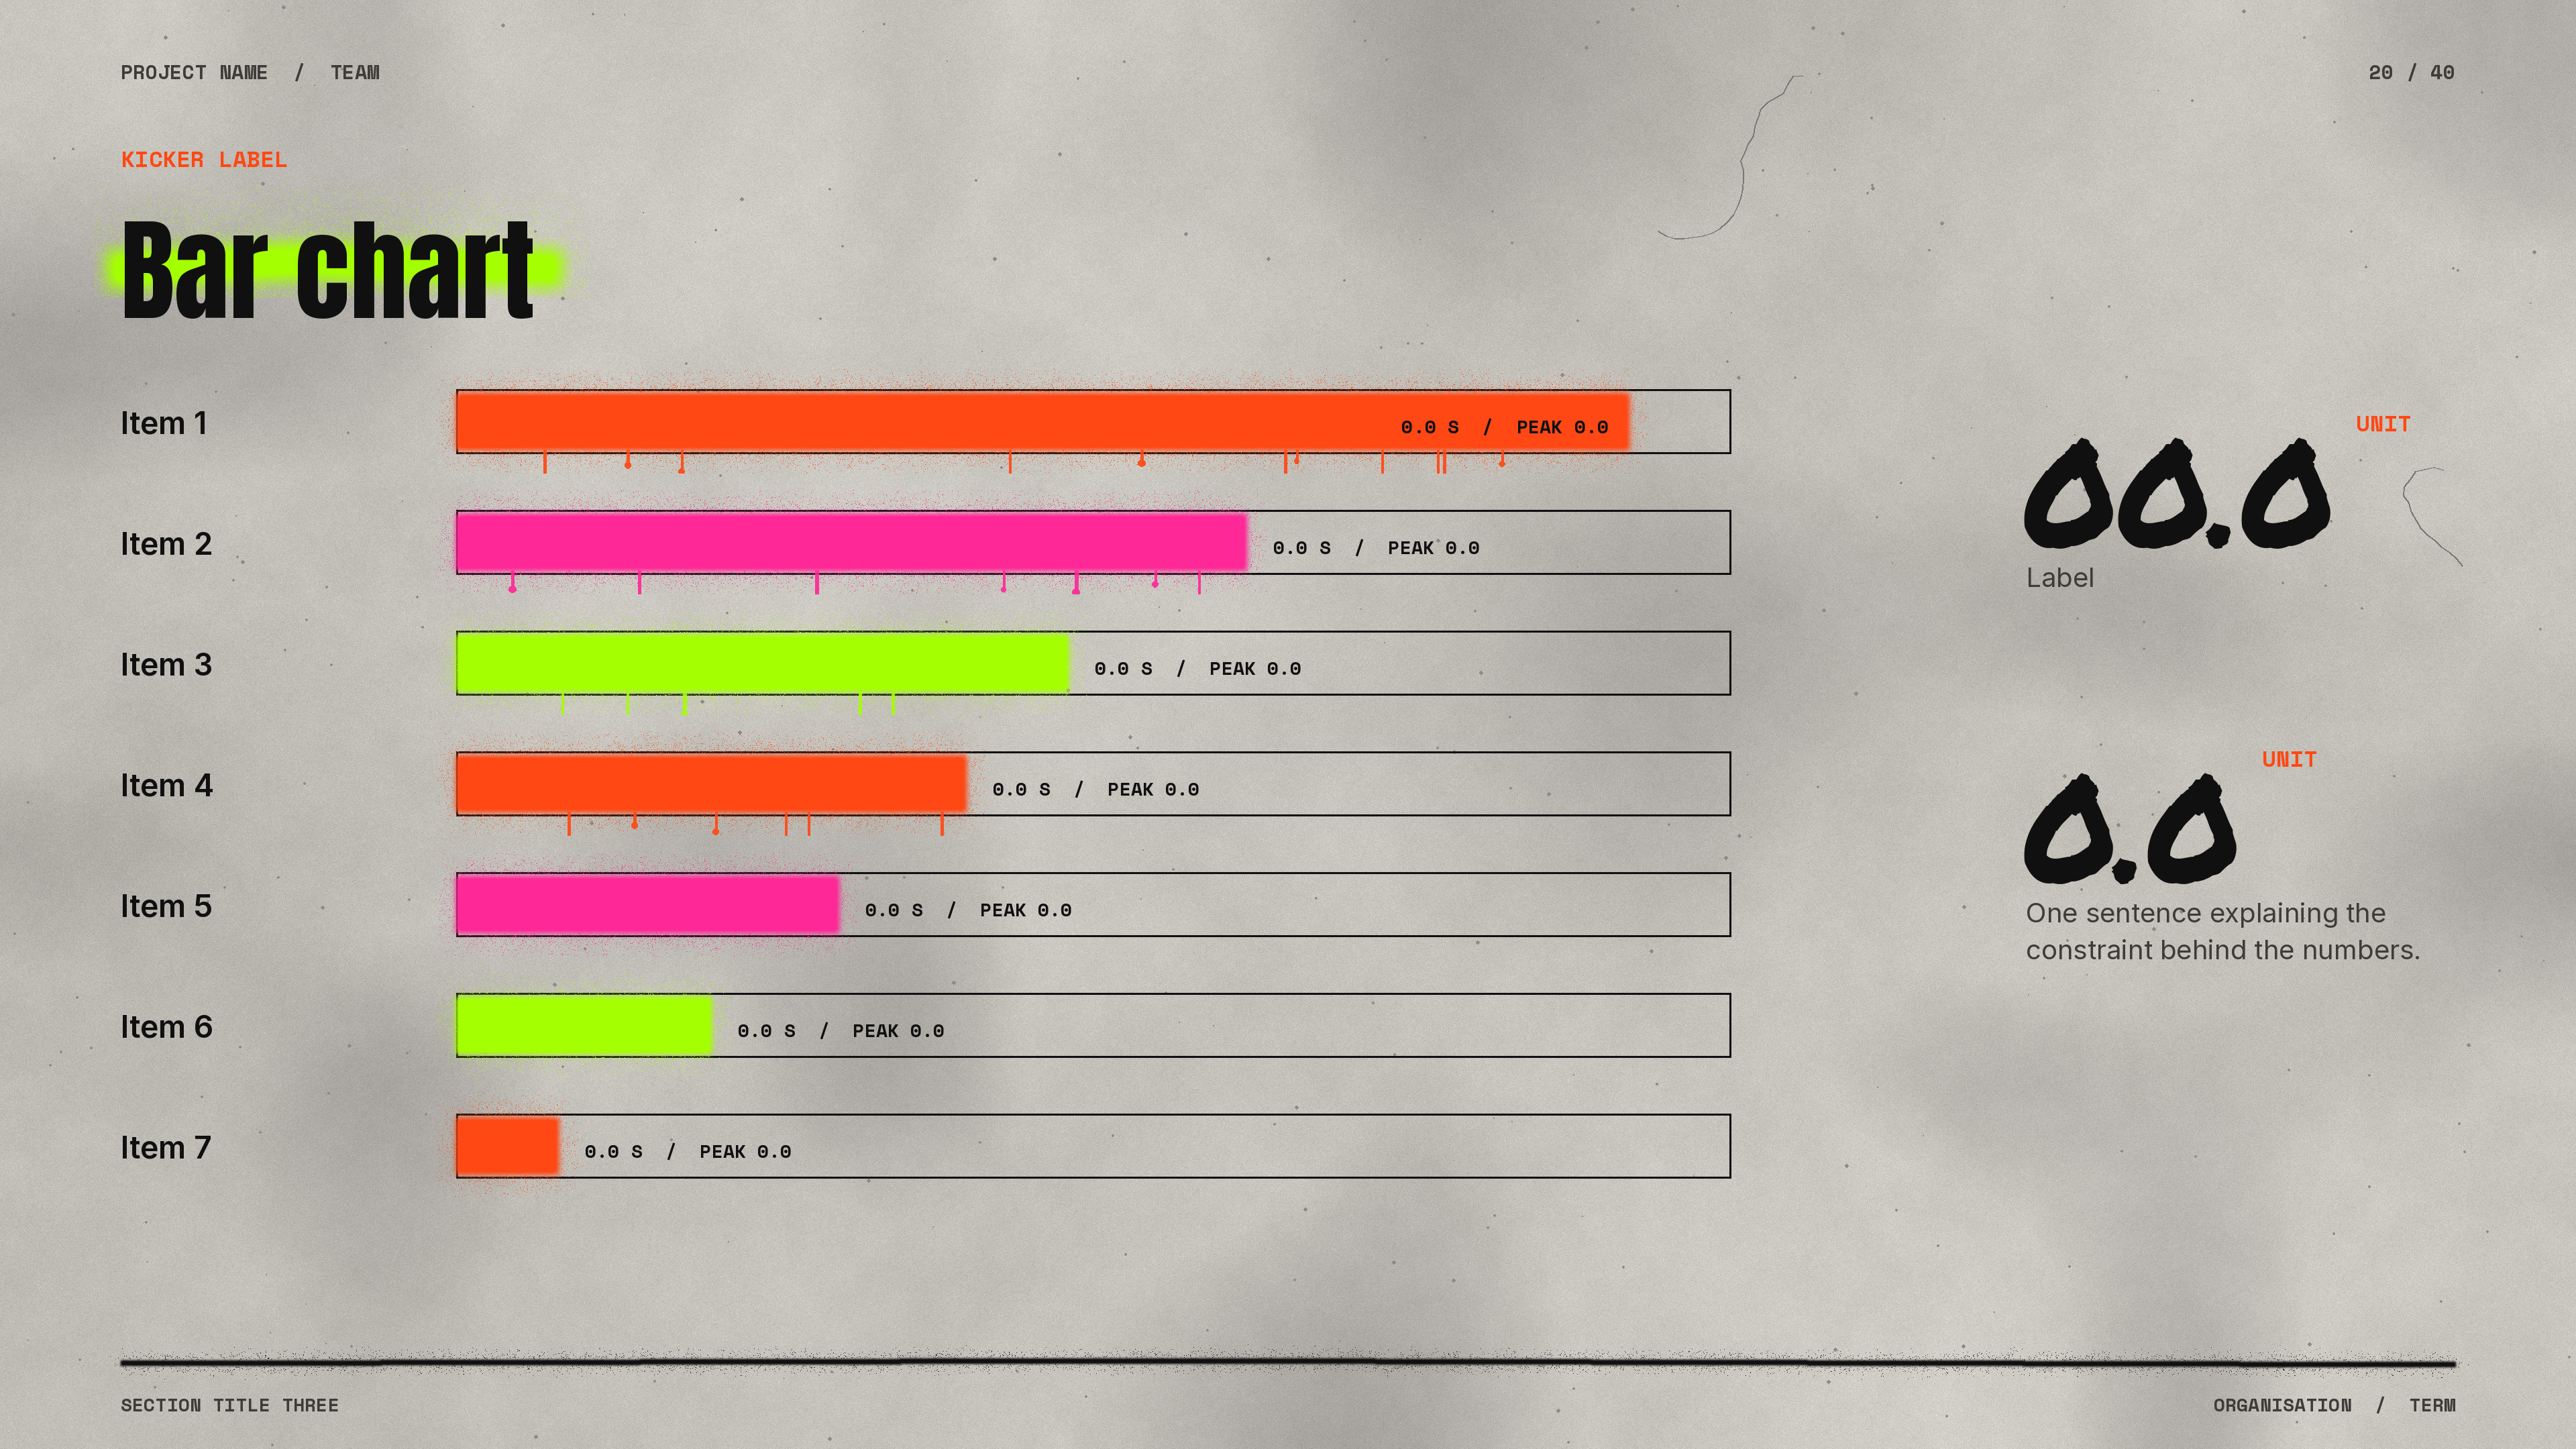 PROJECT NAME / TEAM
20 / 40
KICKER LABEL
Bar chart
Item 1
0.0 S / PEAK 0.0
Item 2
0.0 S / PEAK 0.0
Item 3
0.0 S / PEAK 0.0
Item 4
0.0 S / PEAK 0.0
Item 5
0.0 S / PEAK 0.0
Item 6
0.0 S / PEAK 0.0
Item 7
0.0 S / PEAK 0.0
00.0 UNIT
Label
0.0 UNIT
One sentence explaining the
constraint behind the numbers.
SECTION TITLE THREE
ORGANISATION / TERM